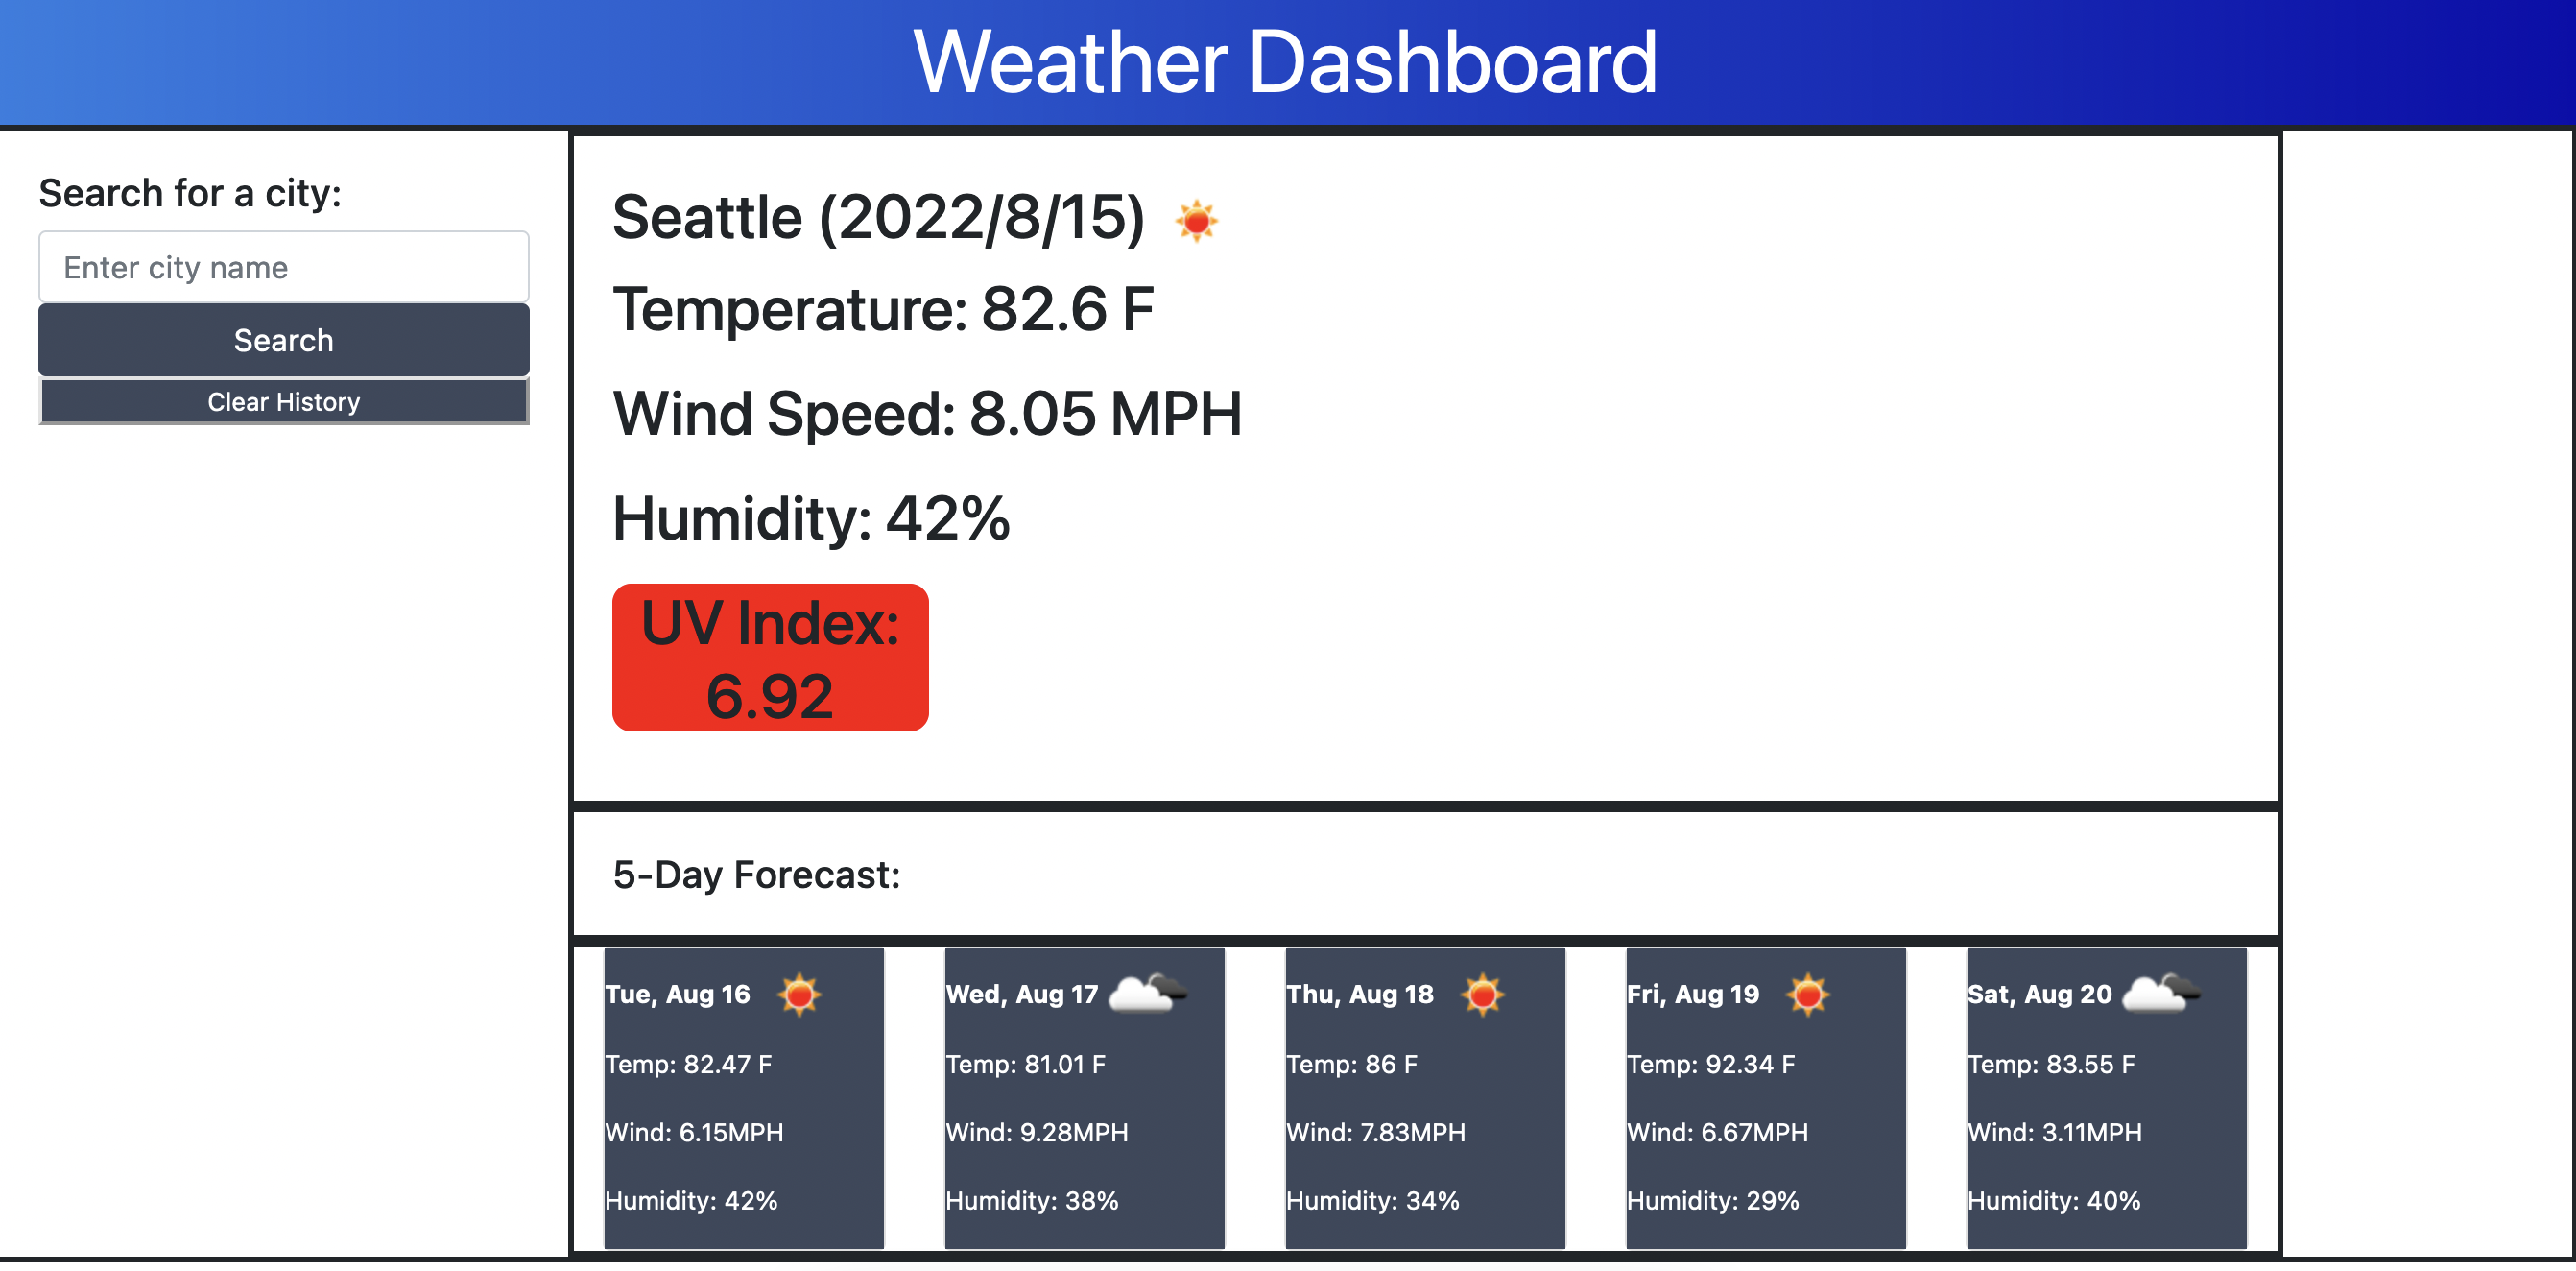 Weather Dashboard
Search for a city:
Enter city name
Search
Clear History
Seattle (2022/8/15)
Temperature: 82.6 F
Wind Speed: 8.05 MPH
Humidity: 42%
UV Index:
6.92
5-Day Forecast:
Tue, Aug 16
Temp: 82.47 F
Wind: 6.15MPH
Humidity: 42%
Wed, Aug 17
Temp: 81.01 F
Wind: 9.28MPH
Humidity: 38%
Thu, Aug 18
Temp: 86 F
Wind: 7.83MPH
Humidity: 34%
Fri, Aug 19
Temp: 92.34 F
Wind: 6.67MPH
Humidity: 29%
Sat, Aug 20
Temp: 83.55 F
Wind: 3.11MPH
Humidity: 40%